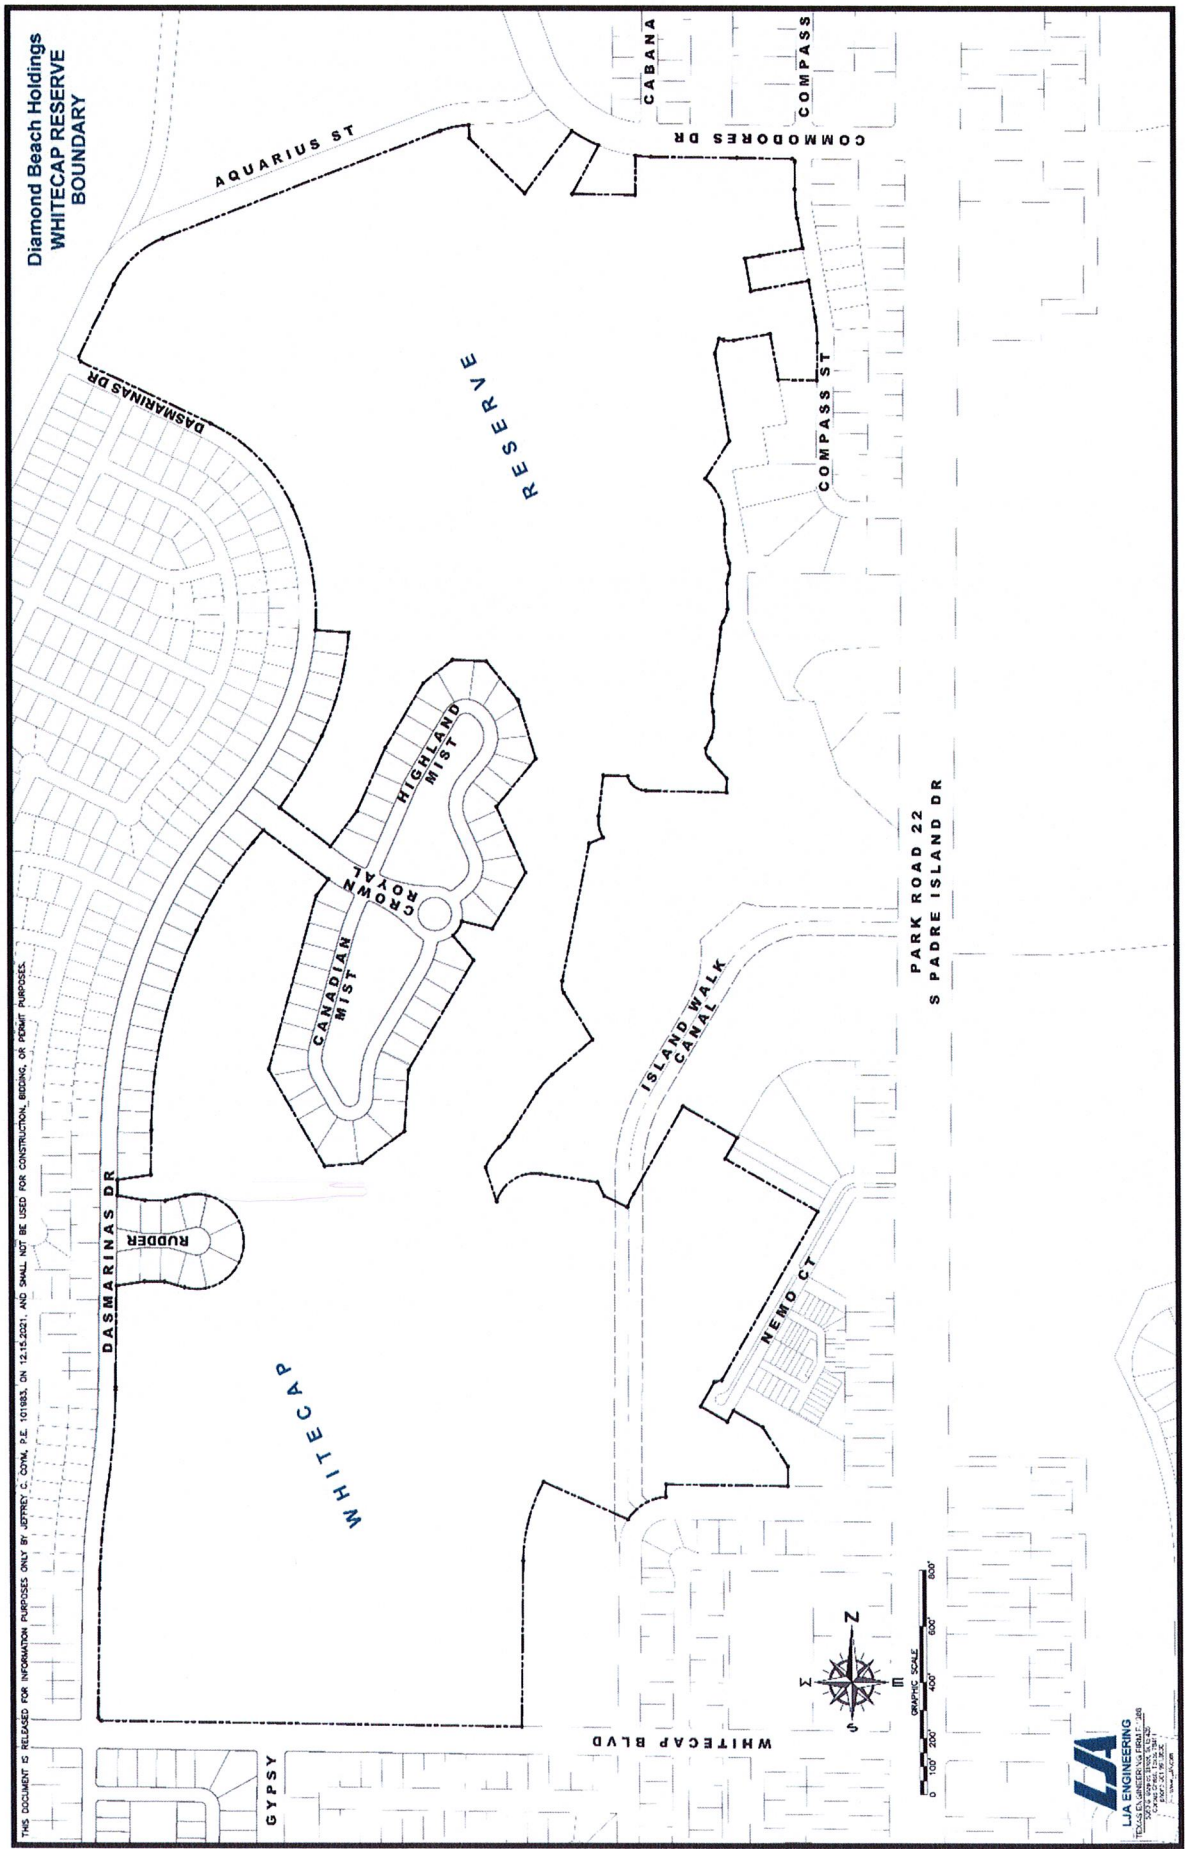 Diamond Beach Holdings
WHITECAP RESERVE
BOUNDARY
THIS DOCUMENT IS RELEASED FOR INFORMATION PURPOSES ONLY BY JEFFREY C. COYM, P.E. 101983, ON 12.15.2021, AND SHALL NOT BE USED FOR CONSTRUCTION, BIDDING, OR PERMIT PURPOSES.
AQUARIUS ST
CABANA
COMPASS
COMMODORES DR
DASMARINAS DR
RESERVE
COMPASS ST
HIGHLAND
MIST
CROWN
ROYAL
CANADIAN
MIST
PARK ROAD 22
S PADRE ISLAND DR
ISLAND WALK
CANAL
DASMARINAS DR
RUDDER
NEMO CT
WHITECAP
WHITECAP BLVD
GYPSY
N
E
S
GRAPHIC SCALE
0 100' 200' 400' 600' 800'
LJA
LJA ENGINEERING